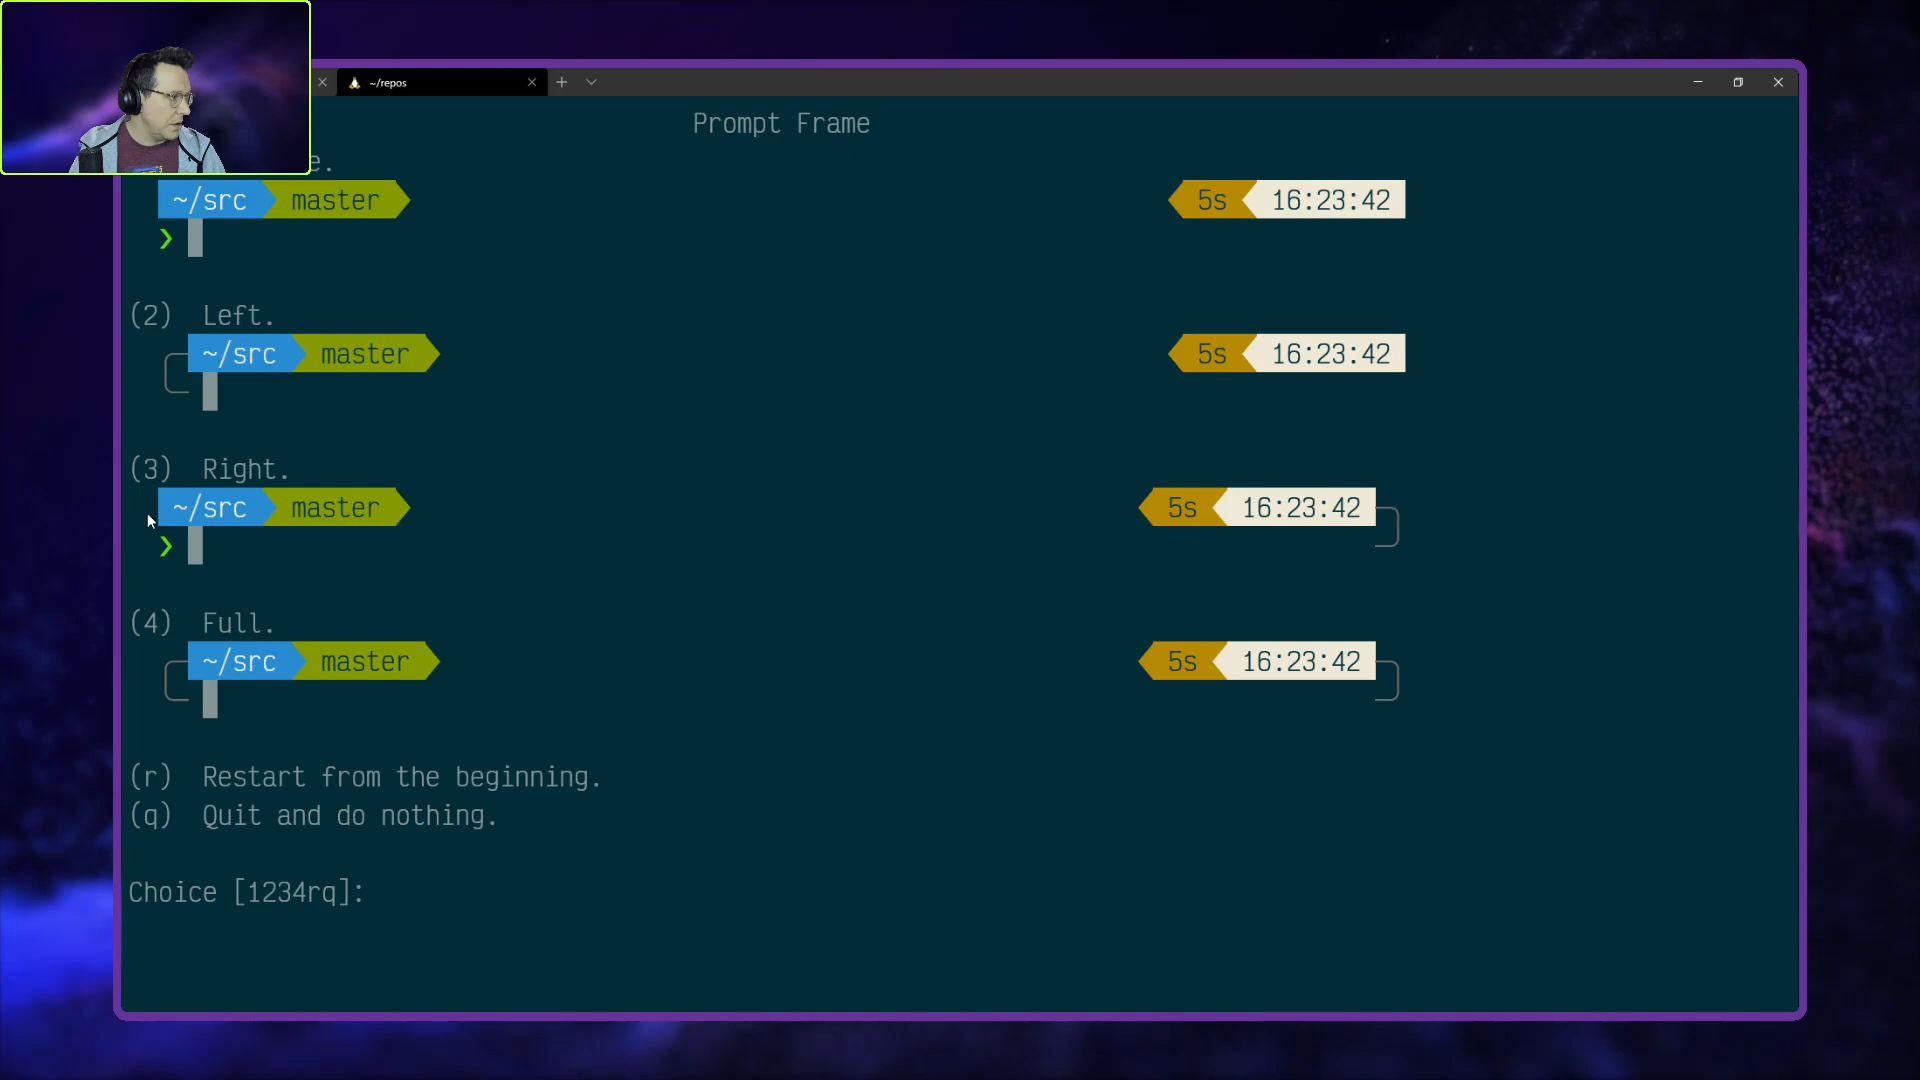 ~/repos
Prompt Frame
e.
~/src master 5s 16:23:42
❯
(2) Left.
~/src master 5s 16:23:42
(3) Right.
~/src master 5s 16:23:42
❯
(4) Full.
~/src master 5s 16:23:42
(r) Restart from the beginning.
(q) Quit and do nothing.
Choice [1234rq]: